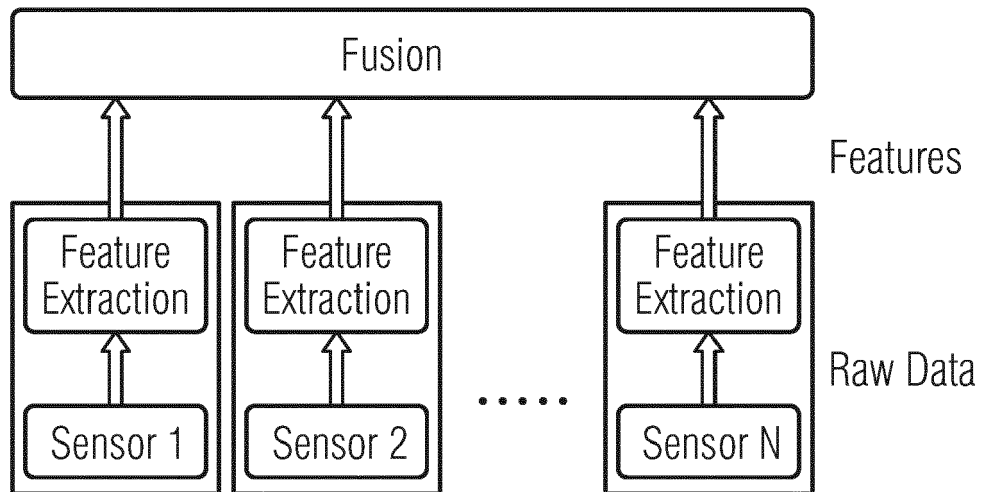 Fusion
Features
Feature
Extraction
Feature
Extraction
Feature
Extraction
Raw Data
Sensor 1
Sensor 2
.....
Sensor N